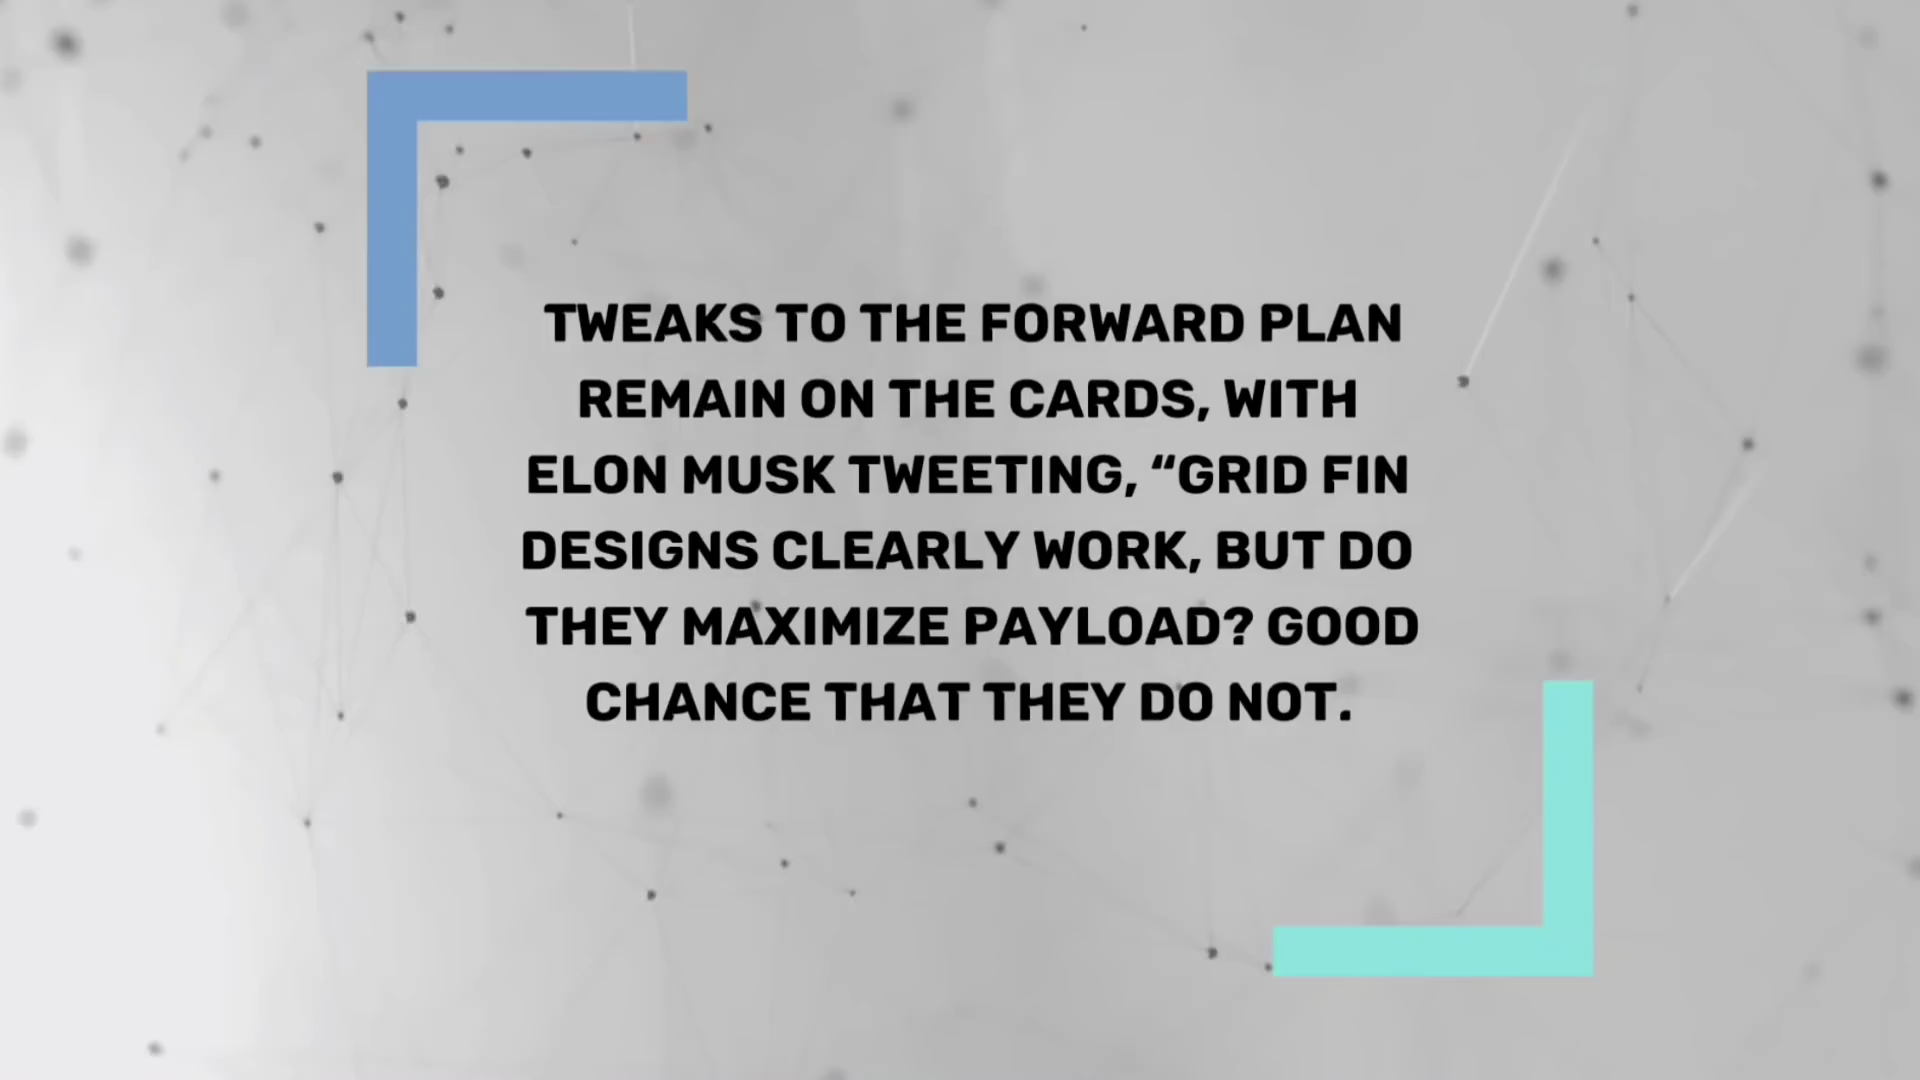 TWEAKS TO THE FORWARD PLAN
REMAIN ON THE CARDS, WITH
ELON MUSK TWEETING, “GRID FIN
DESIGNS CLEARLY WORK, BUT DO
THEY MAXIMIZE PAYLOAD? GOOD
CHANCE THAT THEY DO NOT.